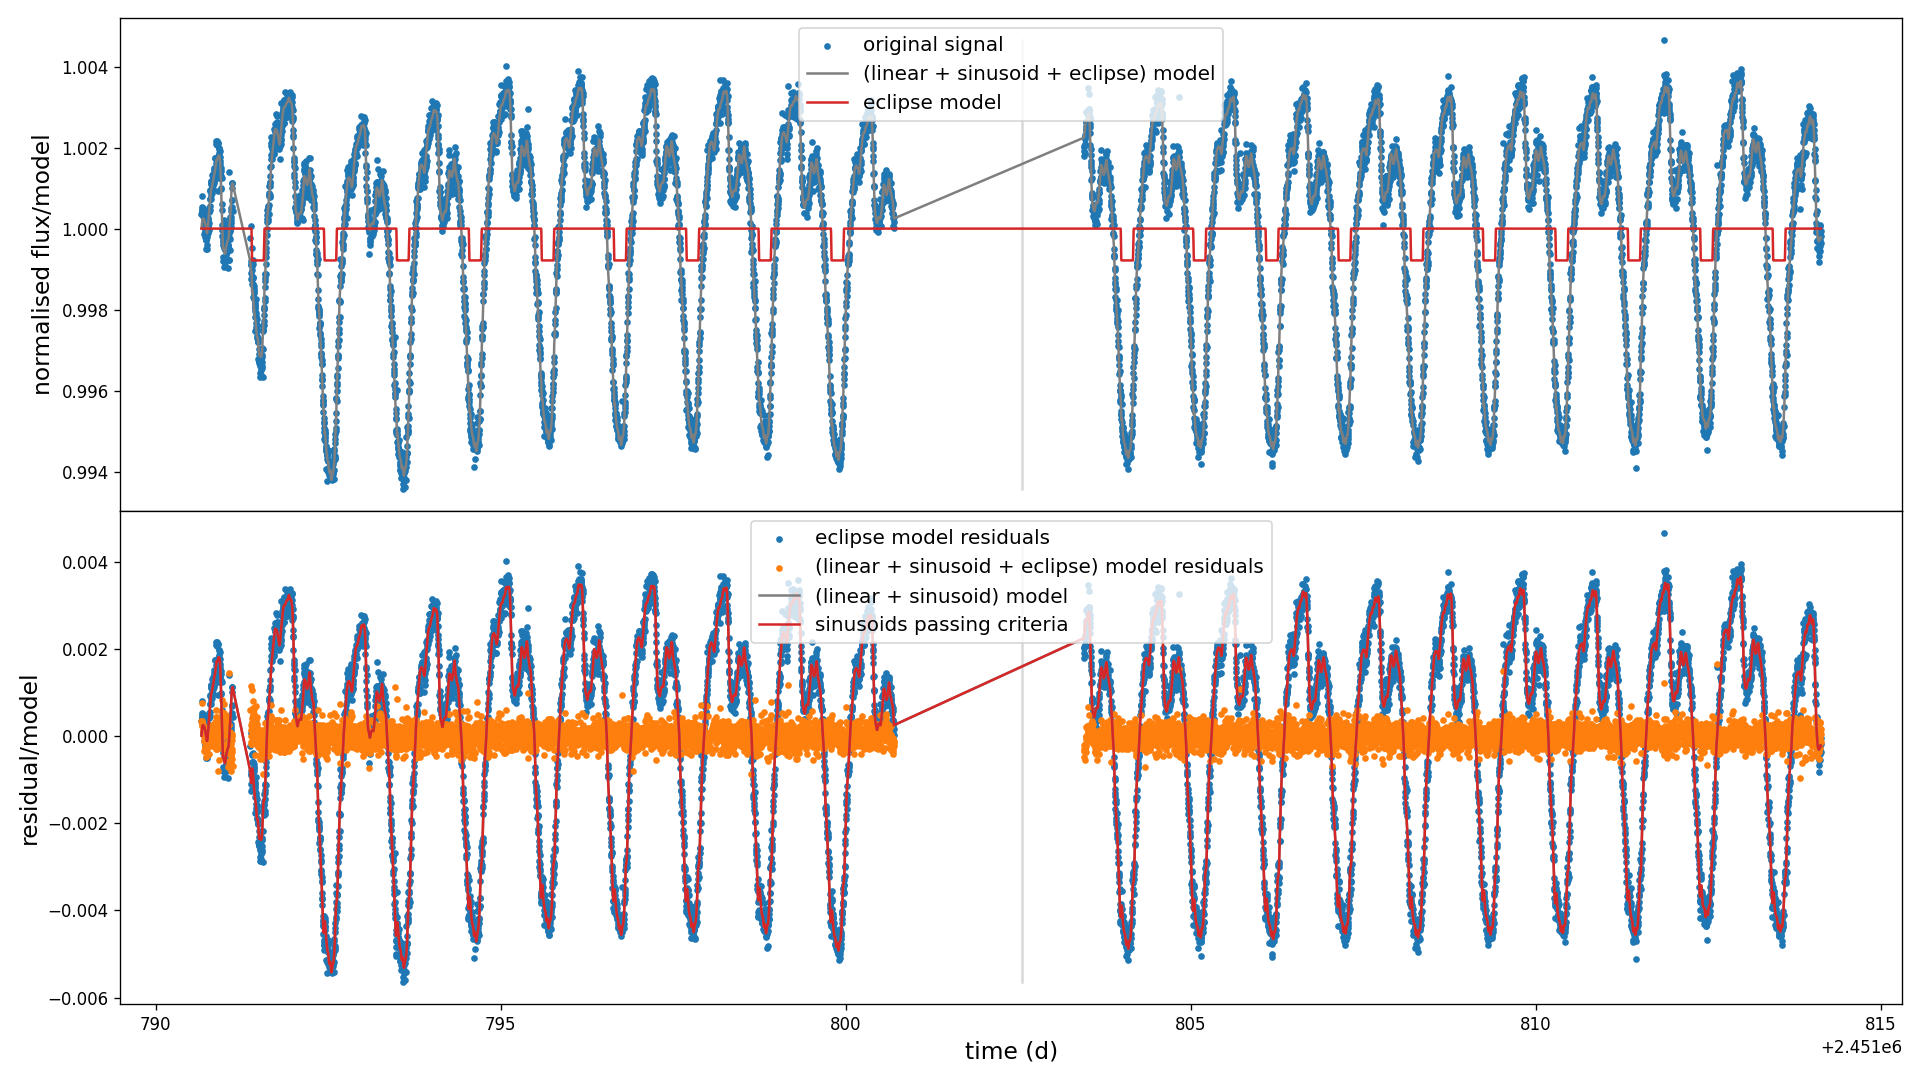 original signal
(linear + sinusoid + eclipse) model
eclipse model
normalised flux/model
1.004
1.002
1.000
0.998
0.996
0.994
eclipse model residuals
(linear + sinusoid + eclipse) model residuals
(linear + sinusoid) model
sinusoids passing criteria
residual/model
0.004
0.002
0.000
−0.002
−0.004
−0.006
790
795
800
805
810
815
time (d)
+2.451e6